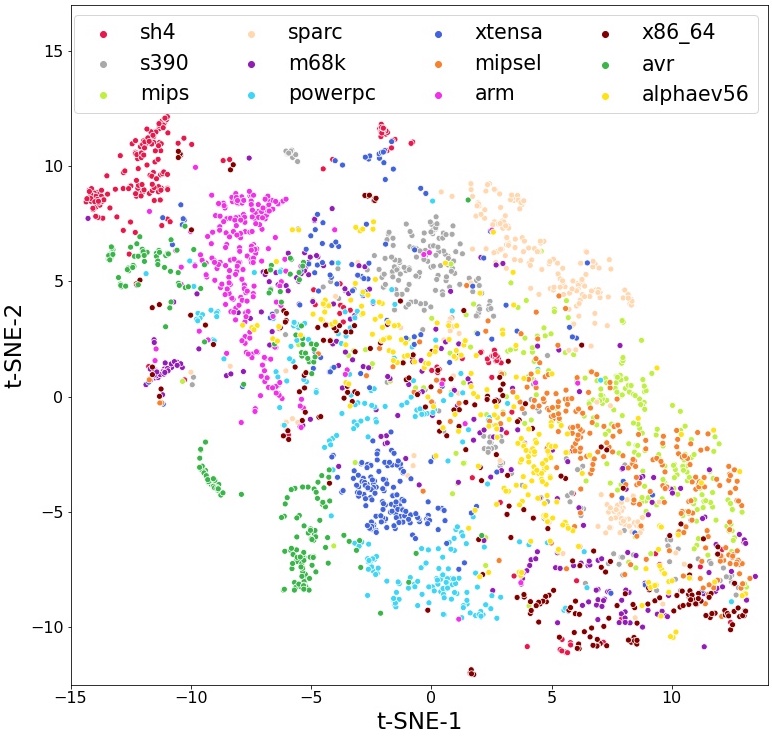 sh4 sparc xtensa x86_64
s390 m68k mipsel avr
mips powerpc arm alphaev56
15
10
5
0
−5
−10
t-SNE-2
−15 −10 −5 0 5 10
t-SNE-1